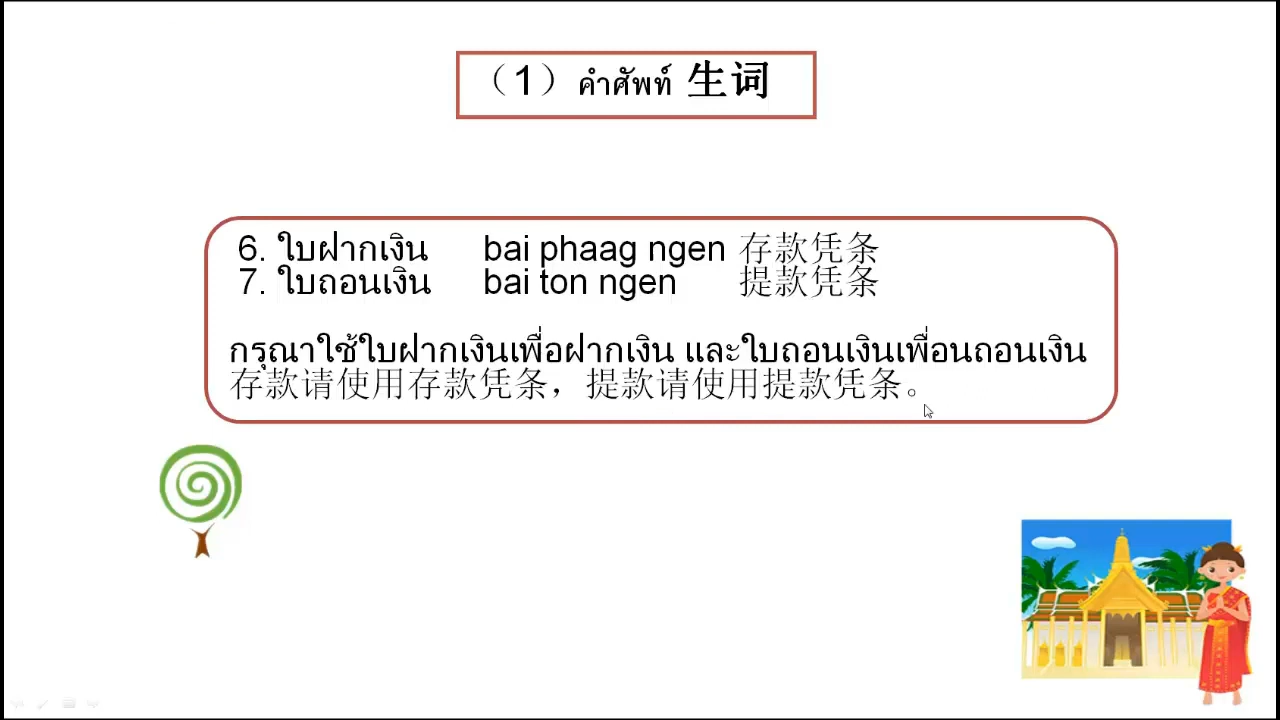 （1）คำศัพท์ 生词
6. ใบฝากเงิน bai phaag ngen 存款凭条
7. ใบถอนเงิน bai ton ngen 提款凭条
กรุณาใช้ใบฝากเงินเพื่อฝากเงิน และใบถอนเงินเพื่อนถอนเงิน
存款请使用存款凭条，提款请使用提款凭条。